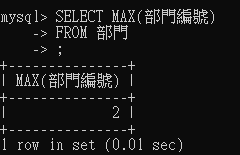 mysql> SELECT MAX(部門編號)
    -> FROM 部門
    -> ;
+---------------+
| MAX(部門編號) |
+---------------+
|             2 |
+---------------+
1 row in set (0.01 sec)